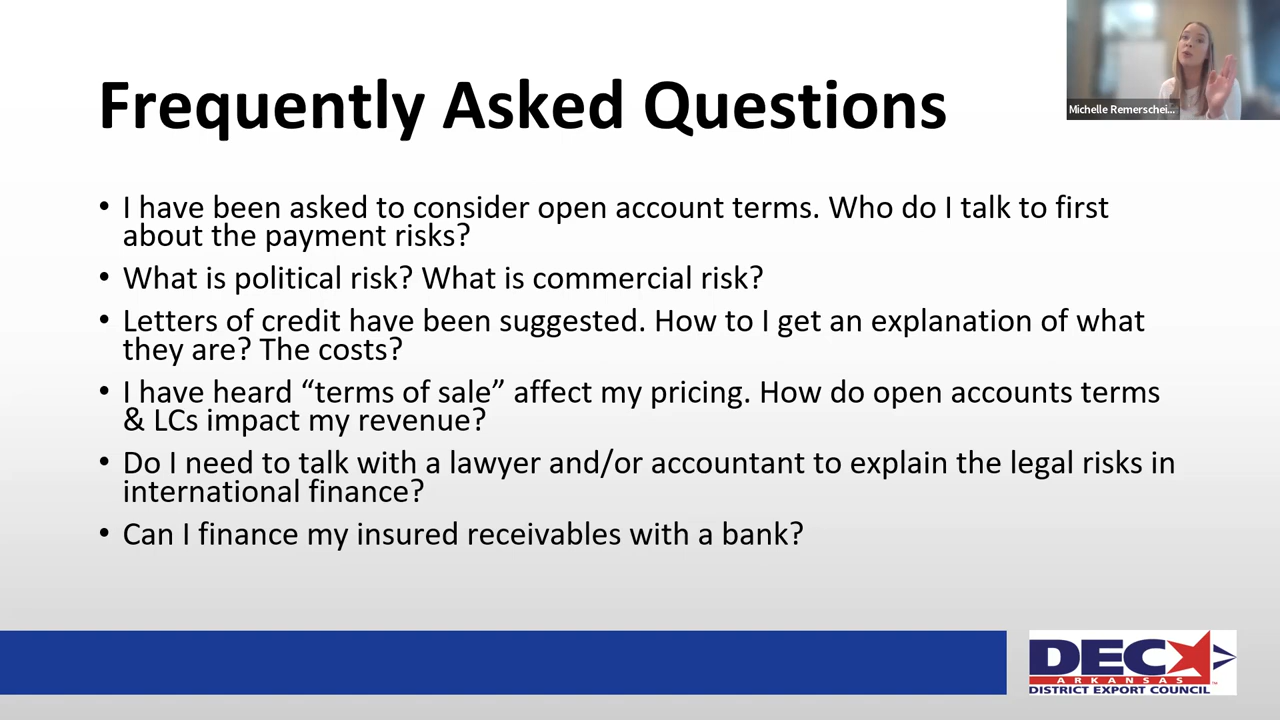 Frequently Asked Questions
Michelle Remerschei...
• I have been asked to consider open account terms. Who do I talk to first
about the payment risks?
• What is political risk? What is commercial risk?
• Letters of credit have been suggested. How to I get an explanation of what
they are? The costs?
• I have heard “terms of sale” affect my pricing. How do open accounts terms
& LCs impact my revenue?
• Do I need to talk with a lawyer and/or accountant to explain the legal risks in
international finance?
• Can I finance my insured receivables with a bank?
DEC
ARKANSAS
DISTRICT EXPORT COUNCIL